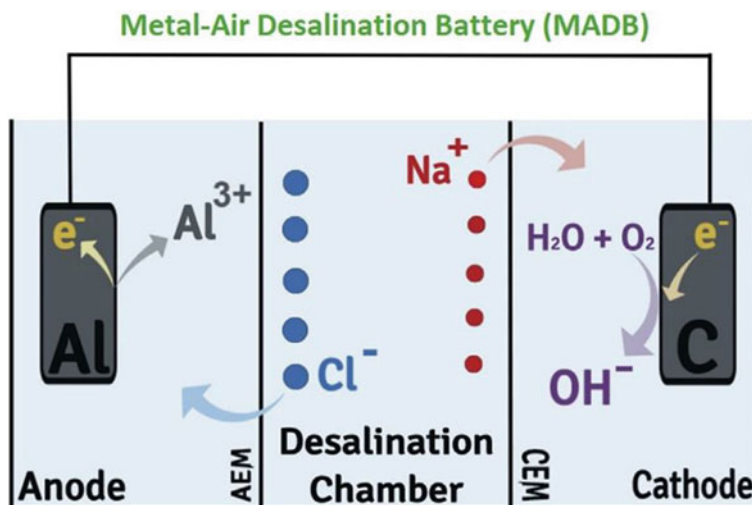 Metal-Air Desalination Battery (MADB)
e⁻
Al³⁺
Al
Cl⁻
Na⁺
H₂O + O₂
e⁻
OH⁻
C
Anode
AEM
Desalination
Chamber
CEM
Cathode